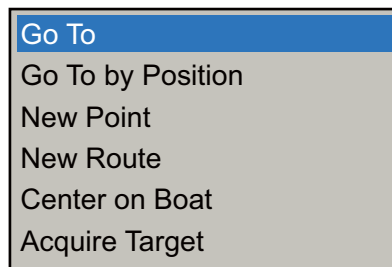 Go To
Go To by Position
New Point
New Route
Center on Boat
Acquire Target